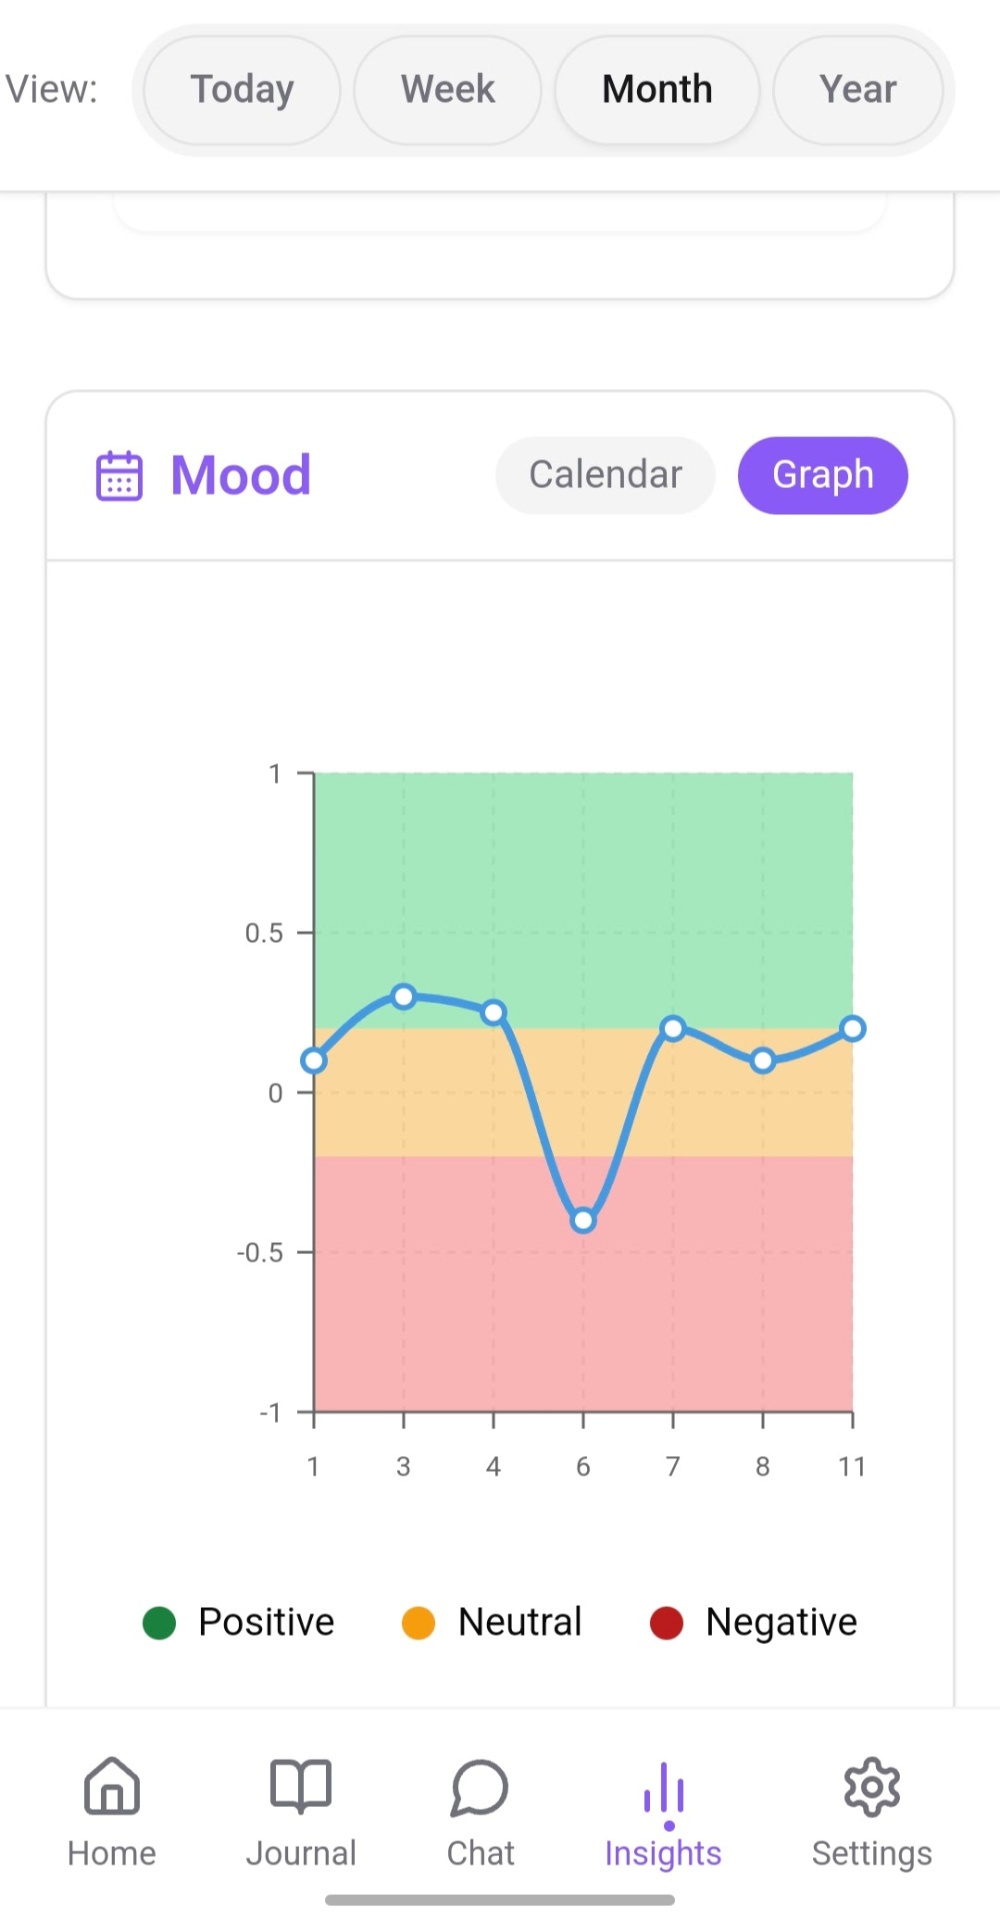 View: Today Week Month Year
Mood Calendar Graph
1
0.5
0
-0.5
-1
1 3 4 6 7 8 11
Positive Neutral Negative
Home Journal Chat Insights Settings